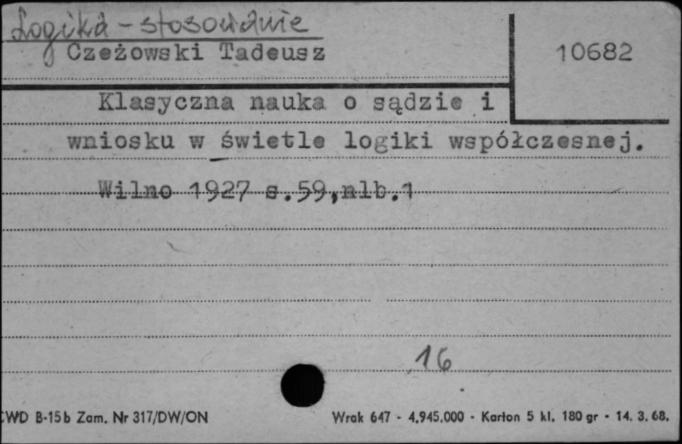 Logika - stosowanie
Czeżowski Tadeusz
10682
Klasyczna nauka o sądzie i
wniosku w świetle logiki współczesnej.
Wilno 1927 s.59,nlb.1
16
CWD B-15b Zam. Nr 317/DW/ON
Wrak 647 - 4.945.000 - Karton 5 kl. 180 gr - 14. 3. 68.